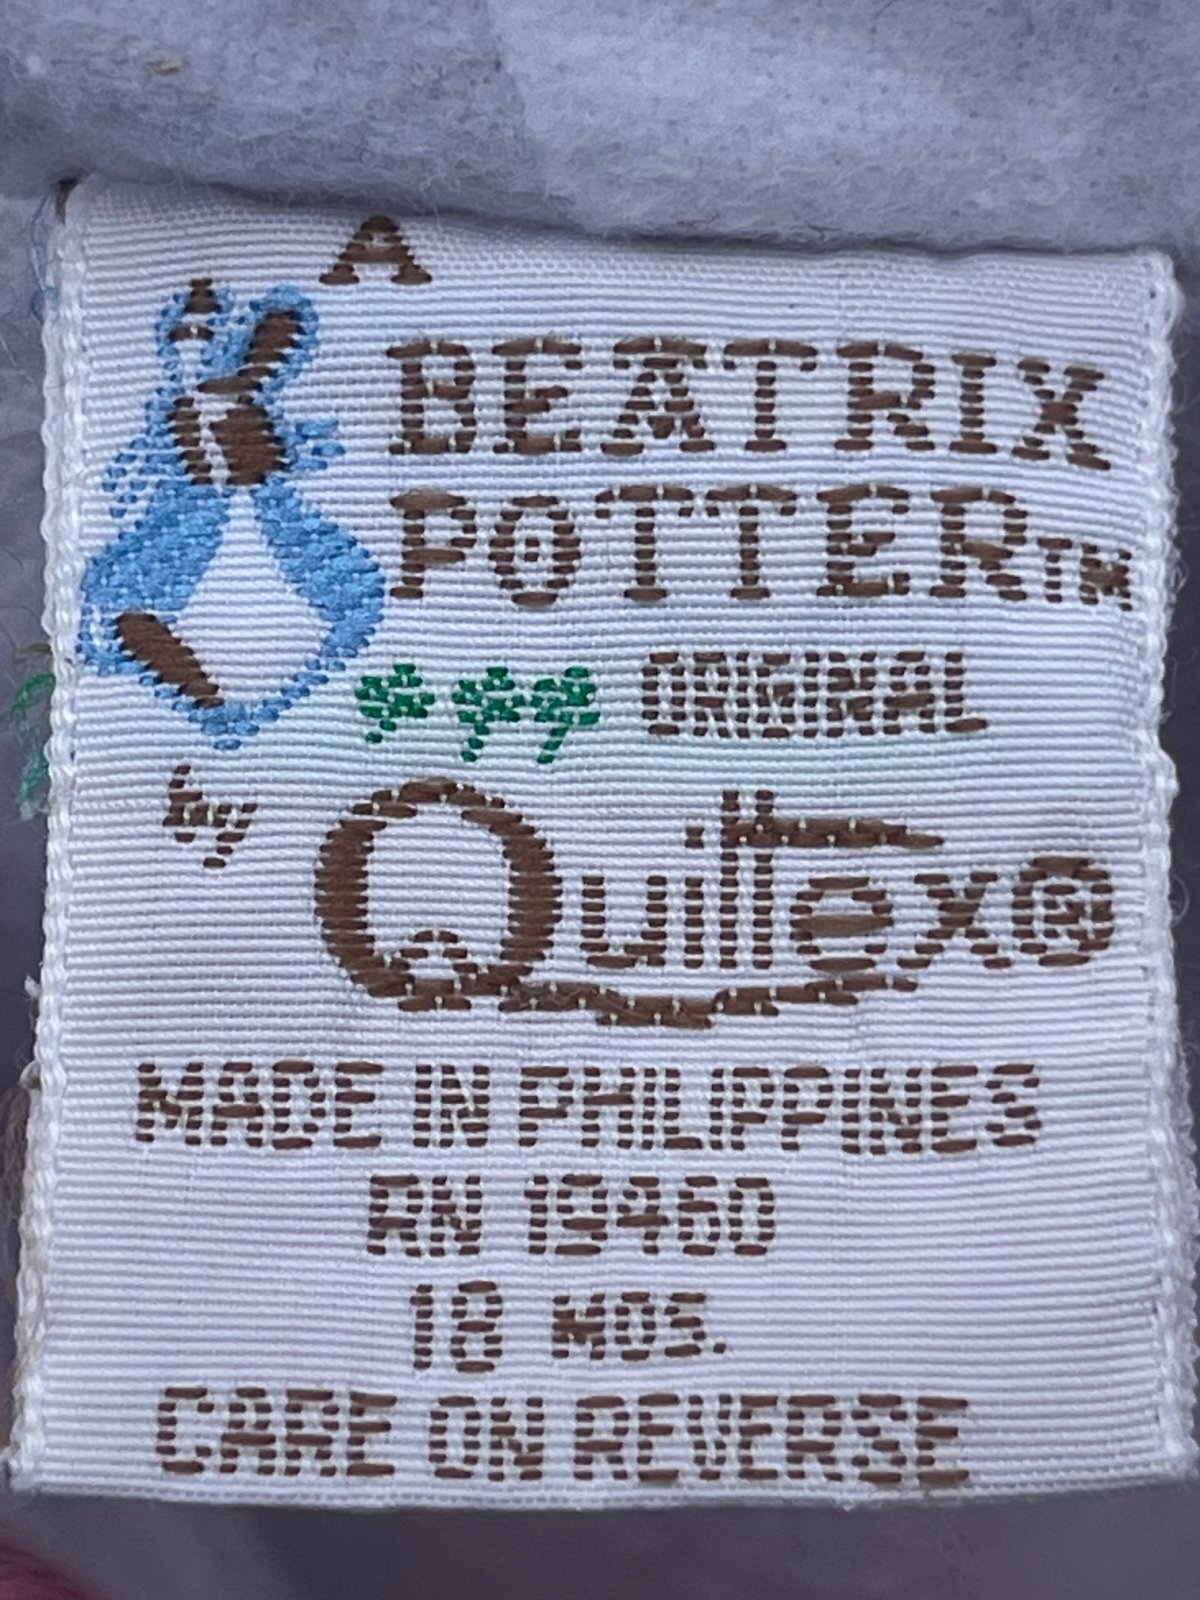 A
BEATRIX
POTTER™
ORIGINAL
by Quiltex®
MADE IN PHILIPPINES
RN 19460
18 MOS.
CARE ON REVERSE